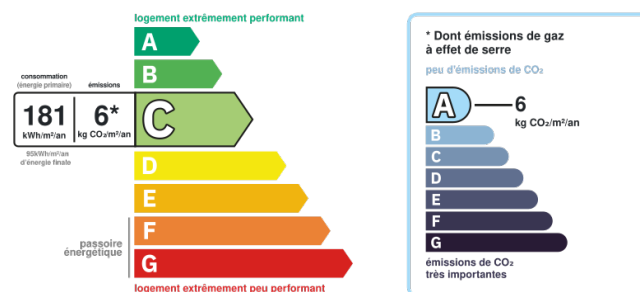 logement extrêmement performant
A
B
consommation
(énergie primaire)
émissions
181
6*
kWh/m²/an
kg CO₂/m²/an
C
95kWh/m²/an
d'énergie finale
D
E
F
G
passoire
énergétique
logement extrêmement peu performant
* Dont émissions de gaz
à effet de serre
peu d'émissions de CO₂
A
6
kg CO₂/m²/an
B
C
D
E
F
G
émissions de CO₂
très importantes